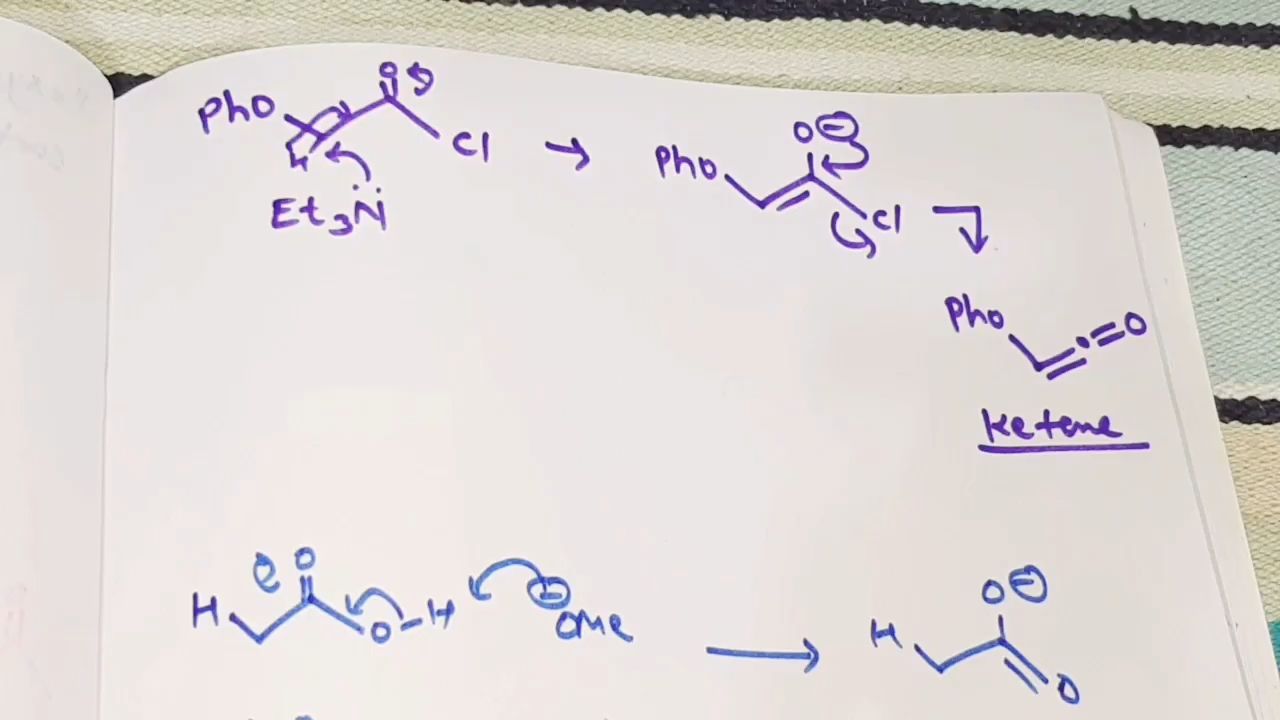 PhO O Cl
H
Et3N̈
→
PhO O⊖ Cl
PhO O
Ketene
H O O-H ⊖OMe
→
H O⊖ O